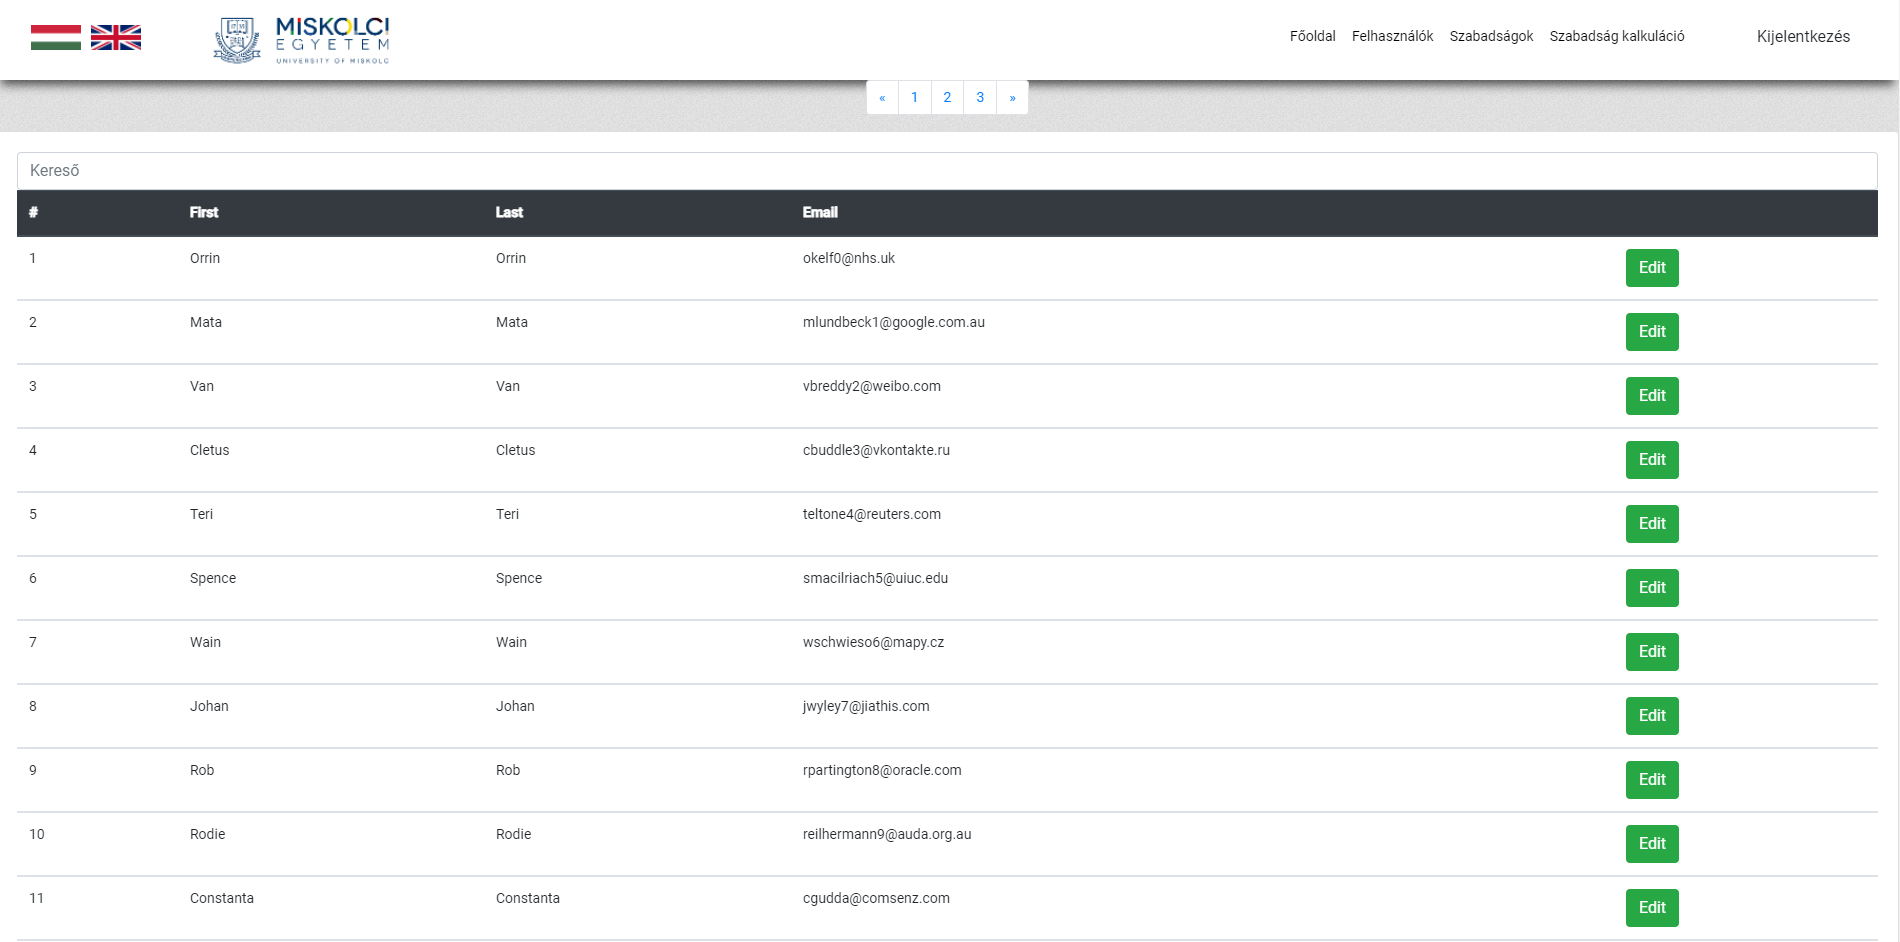 MISKOLCI
EGYETEM
UNIVERSITY OF MISKOLC
Főoldal Felhasználók Szabadságok Szabadság kalkuláció Kijelentkezés
« 1 2 3 »
Kereső
# First Last Email
1 Orrin Orrin okelf0@nhs.uk Edit
2 Mata Mata mlundbeck1@google.com.au Edit
3 Van Van vbreddy2@weibo.com Edit
4 Cletus Cletus cbuddle3@vkontakte.ru Edit
5 Teri Teri teltone4@reuters.com Edit
6 Spence Spence smacilriach5@uiuc.edu Edit
7 Wain Wain wschwieso6@mapy.cz Edit
8 Johan Johan jwyley7@jiathis.com Edit
9 Rob Rob rpartington8@oracle.com Edit
10 Rodie Rodie reilhermann9@auda.org.au Edit
11 Constanta Constanta cgudda@comsenz.com Edit